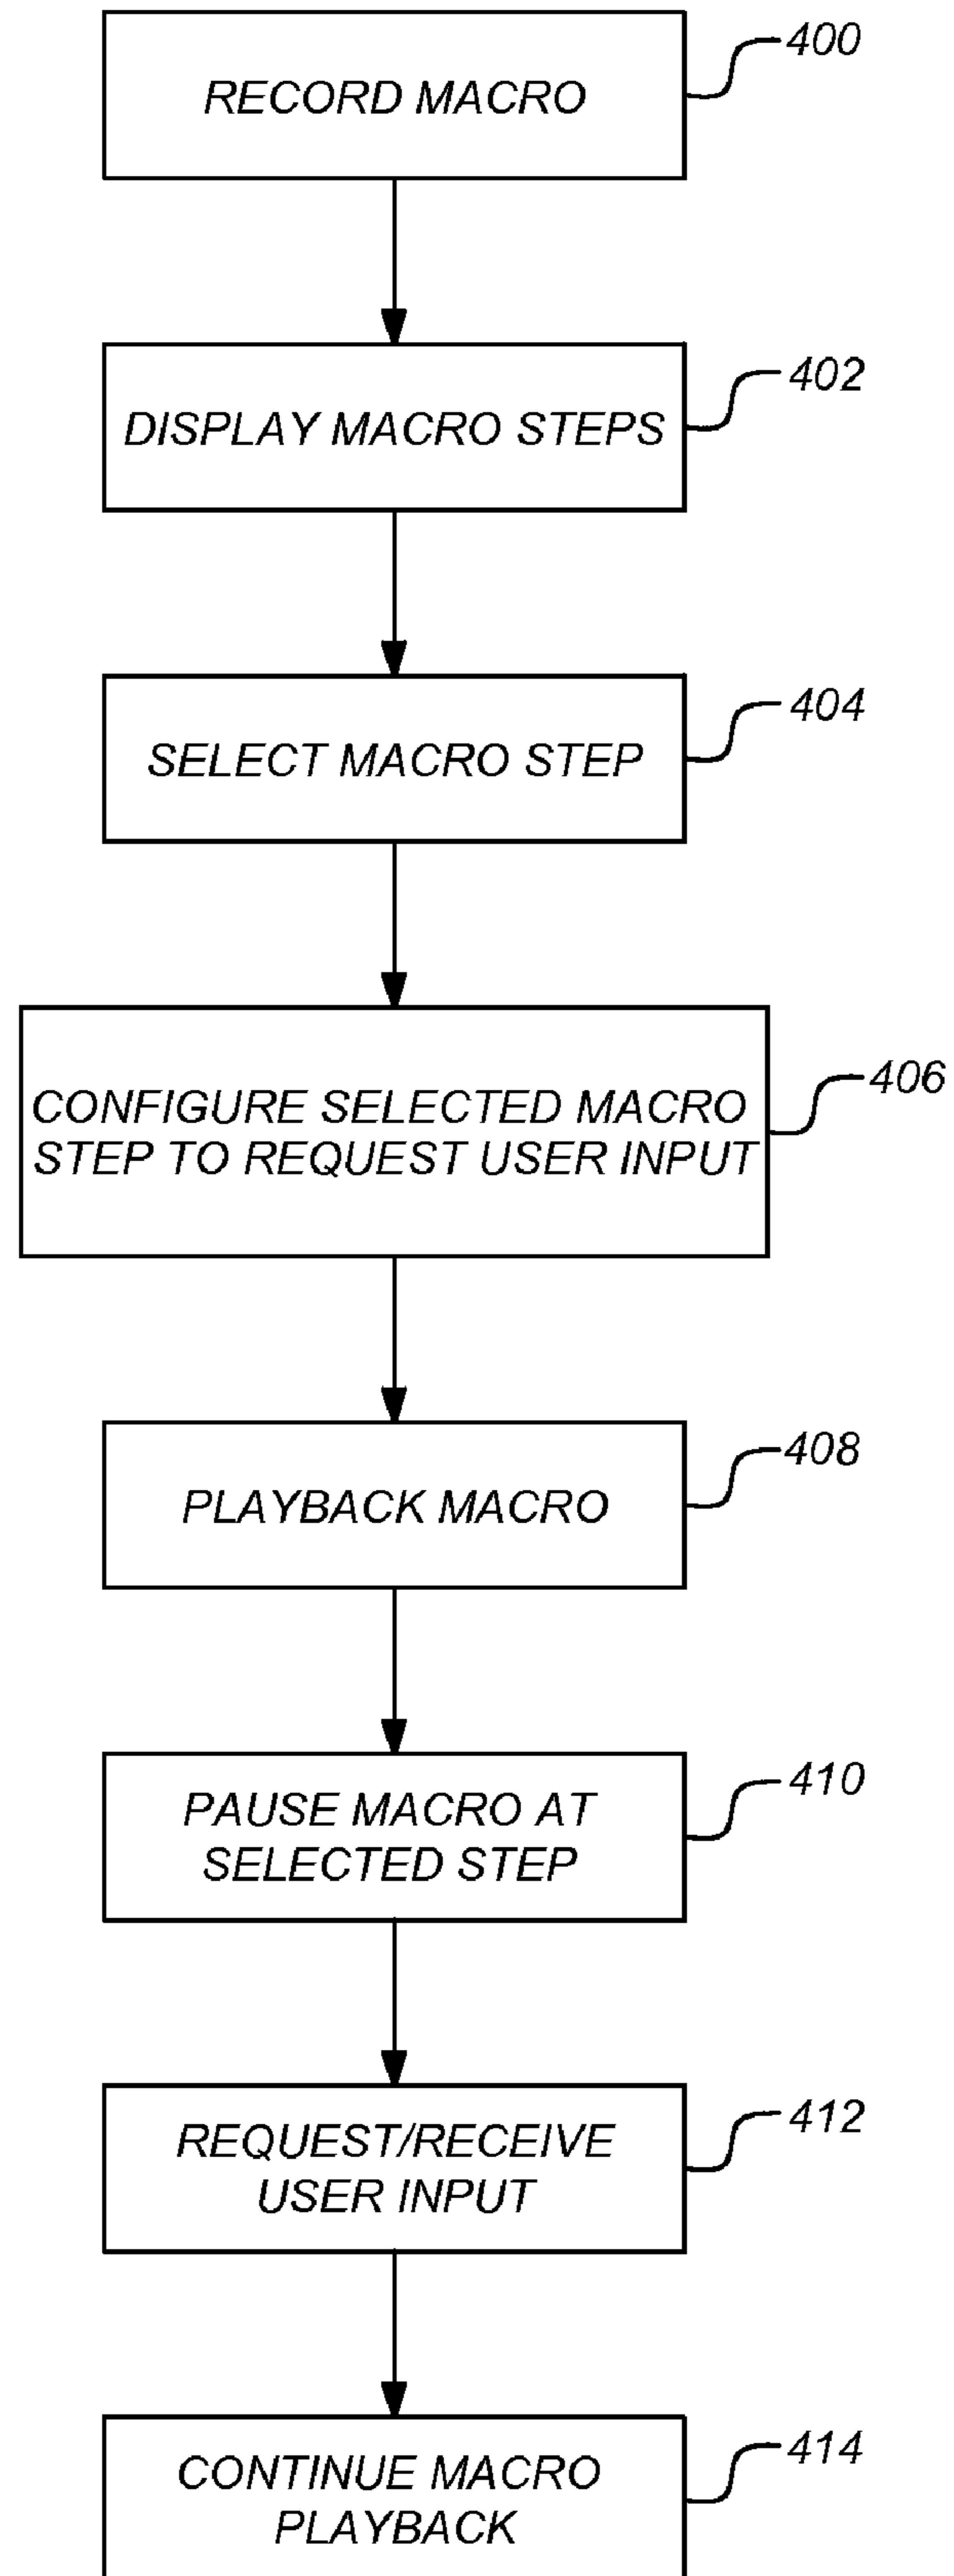 RECORD MACRO
400
DISPLAY MACRO STEPS
402
SELECT MACRO STEP
404
CONFIGURE SELECTED MACRO
STEP TO REQUEST USER INPUT
406
PLAYBACK MACRO
408
PAUSE MACRO AT
SELECTED STEP
410
REQUEST/RECEIVE
USER INPUT
412
CONTINUE MACRO
PLAYBACK
414